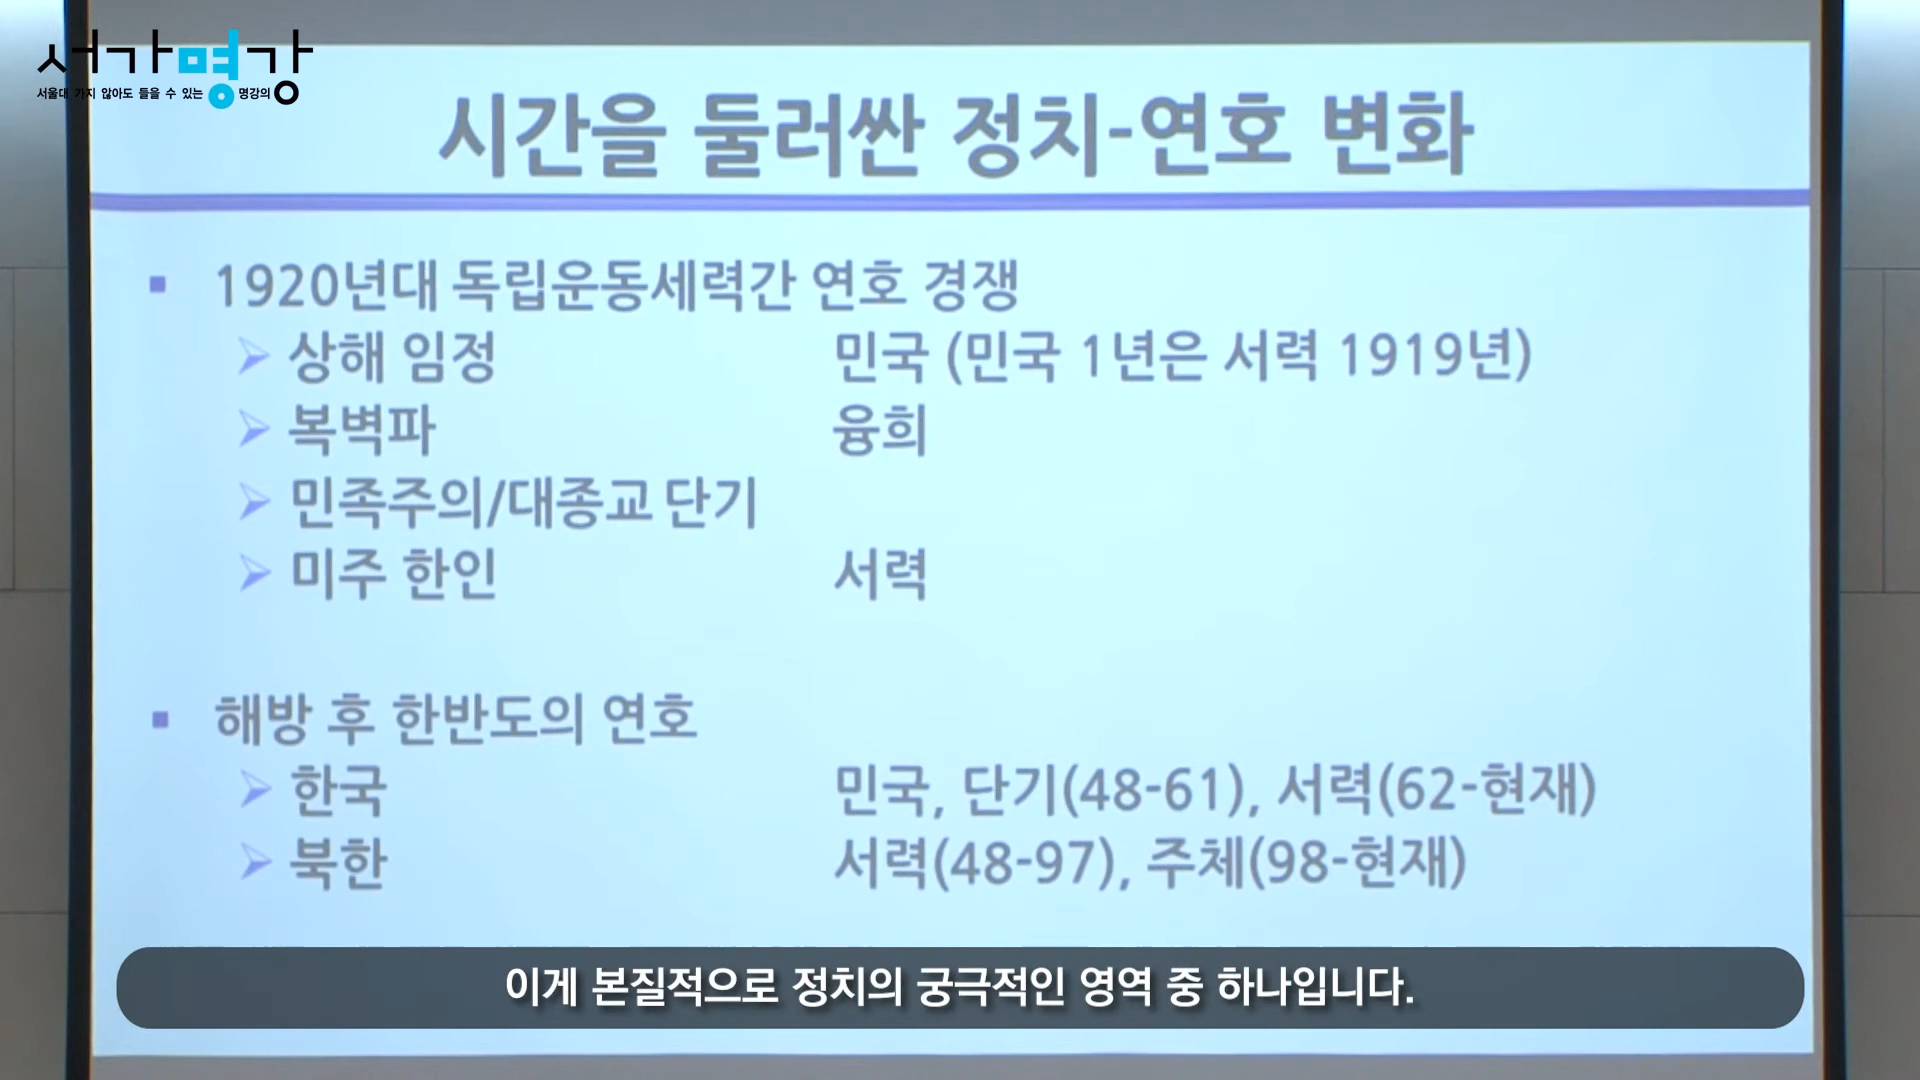 서가명강
서울대 가지 않아도 들을 수 있는 명강의
시간을 둘러싼 정치-연호 변화
1920년대 독립운동세력간 연호 경쟁
상해 임정 민국 (민국 1년은 서력 1919년)
복벽파 융희
민족주의/대종교 단기
미주 한인 서력
해방 후 한반도의 연호
한국 민국, 단기(48-61), 서력(62-현재)
북한 서력(48-97), 주체(98-현재)
이게 본질적으로 정치의 궁극적인 영역 중 하나입니다.